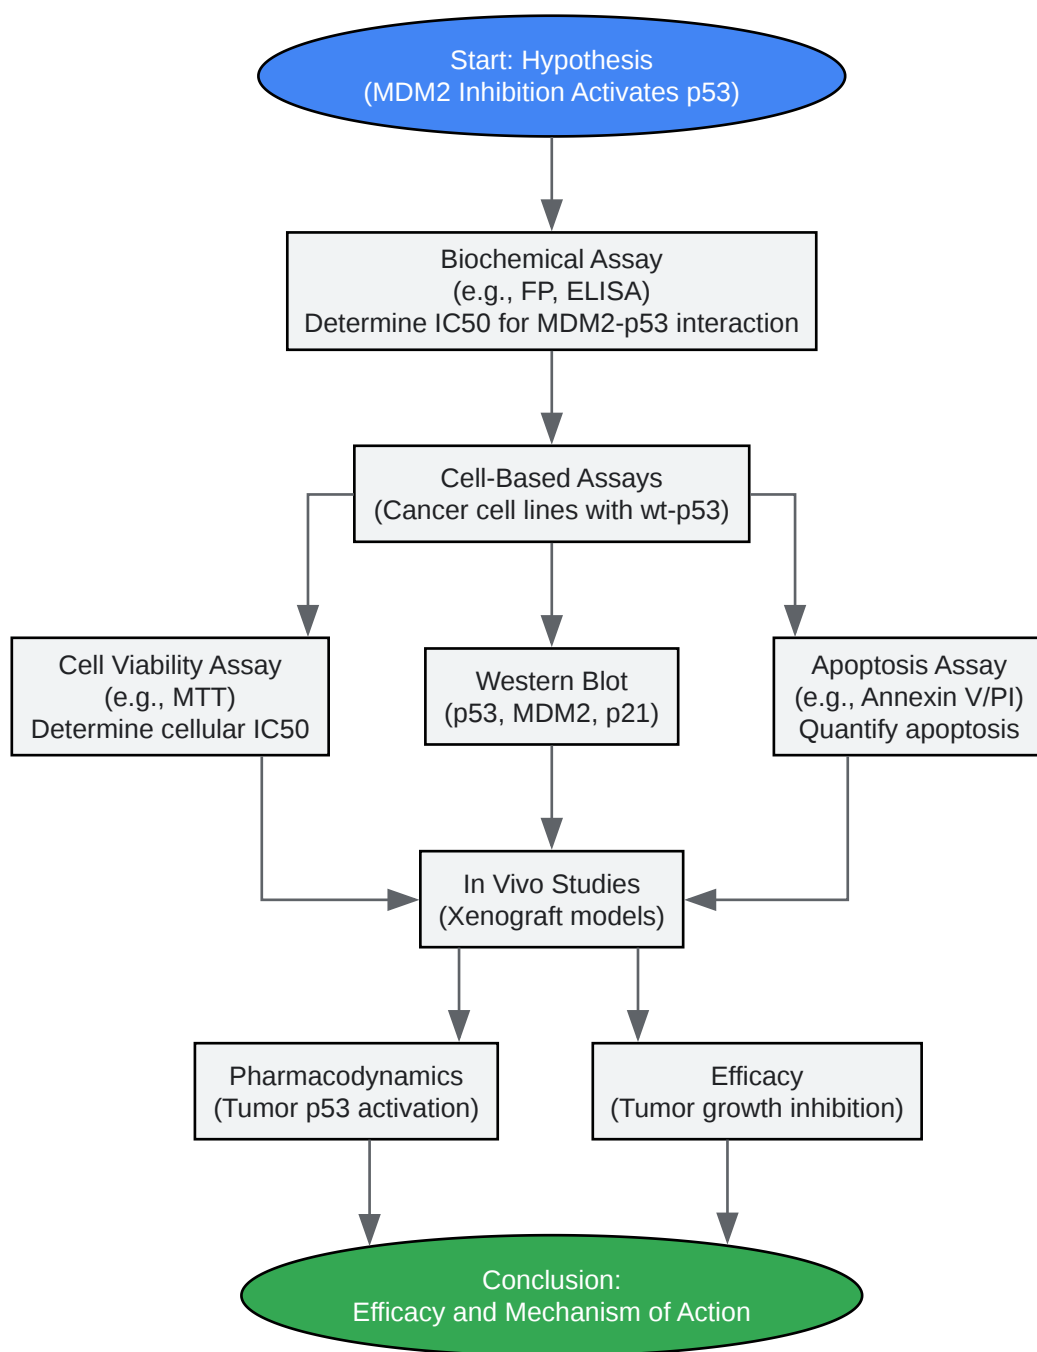 Start: Hypothesis
(MDM2 Inhibition Activates p53)
Biochemical Assay
(e.g., FP, ELISA)
Determine IC50 for MDM2-p53 interaction
Cell-Based Assays
(Cancer cell lines with wt-p53)
Cell Viability Assay
(e.g., MTT)
Determine cellular IC50
Western Blot
(p53, MDM2, p21)
Apoptosis Assay
(e.g., Annexin V/PI)
Quantify apoptosis
In Vivo Studies
(Xenograft models)
Pharmacodynamics
(Tumor p53 activation)
Efficacy
(Tumor growth inhibition)
Conclusion:
Efficacy and Mechanism of Action